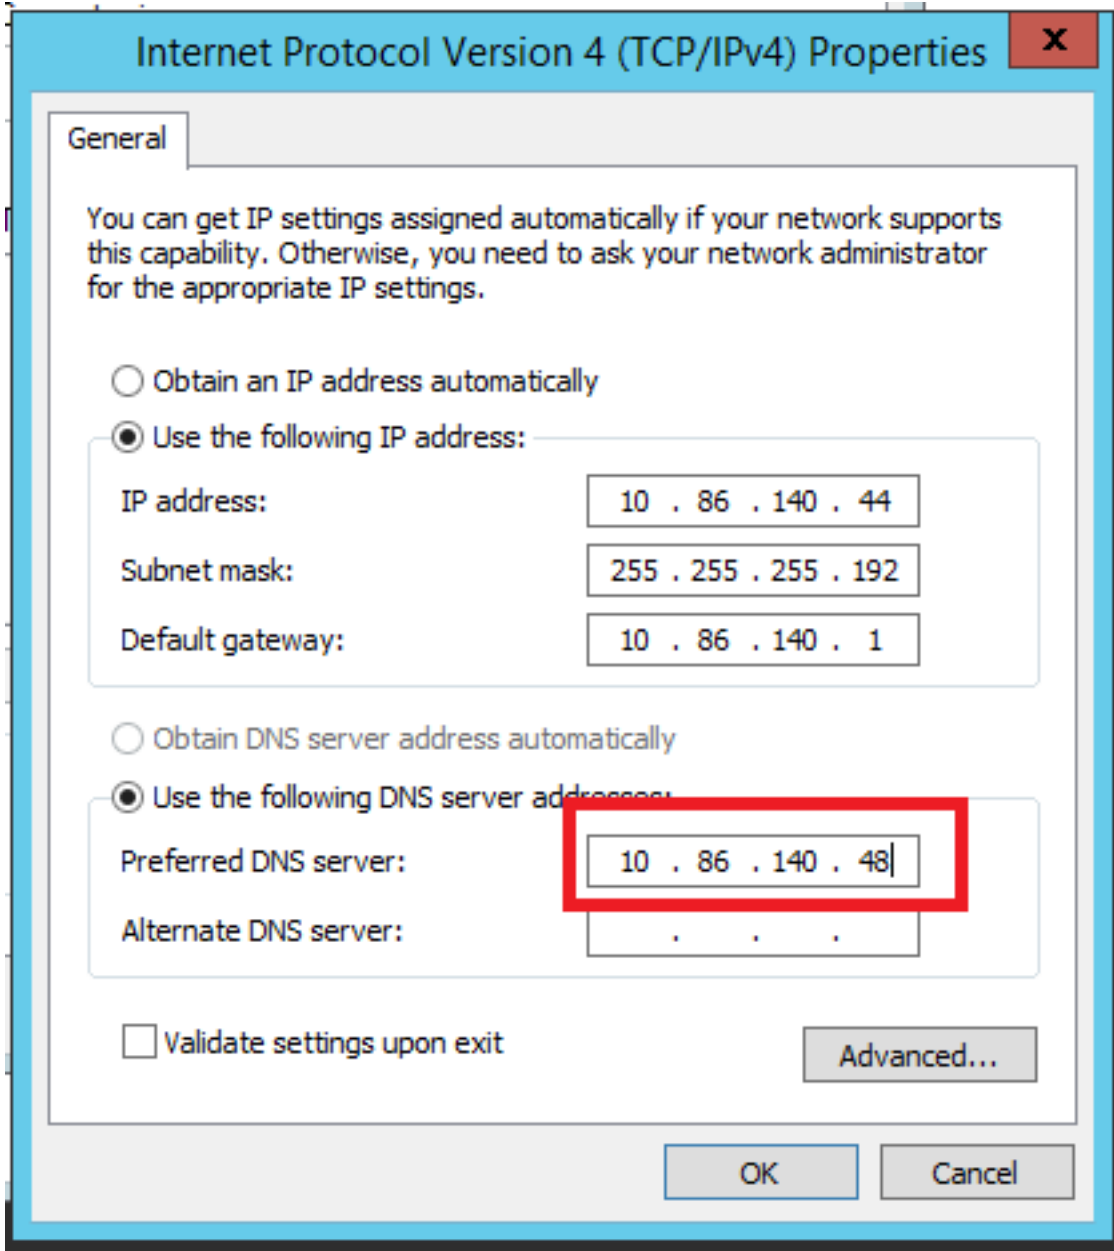 Internet Protocol Version 4 (TCP/IPv4) Properties
x
General
You can get IP settings assigned automatically if your network supports
this capability. Otherwise, you need to ask your network administrator
for the appropriate IP settings.
Obtain an IP address automatically
Use the following IP address:
IP address: 10 . 86 . 140 . 44
Subnet mask: 255 . 255 . 255 . 192
Default gateway: 10 . 86 . 140 . 1
Obtain DNS server address automatically
Use the following DNS server addresses:
Preferred DNS server: 10 . 86 . 140 . 48
Alternate DNS server: . . .
Validate settings upon exit
Advanced...
OK Cancel